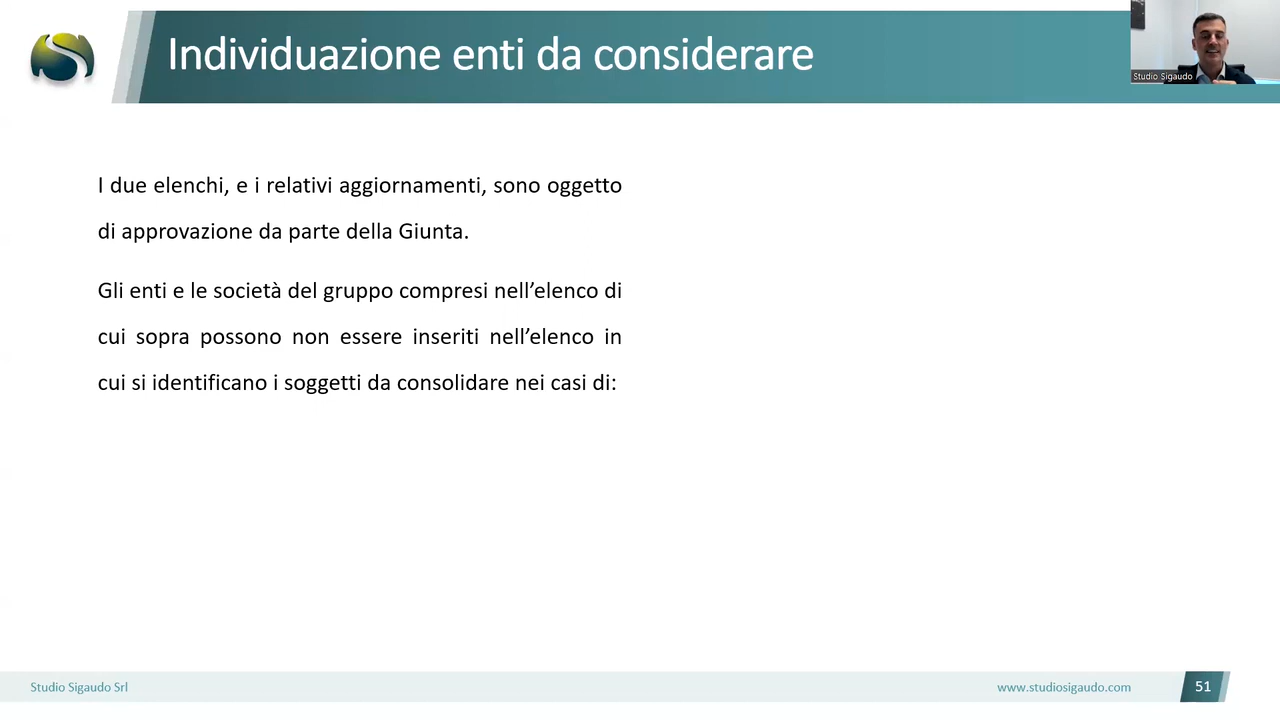 Individuazione enti da considerare
Studio Sigaudo
I due elenchi, e i relativi aggiornamenti, sono oggetto
di approvazione da parte della Giunta.
Gli enti e le società del gruppo compresi nell’elenco di
cui sopra possono non essere inseriti nell’elenco in
cui si identificano i soggetti da consolidare nei casi di:
Studio Sigaudo Srl
www.studiosigaudo.com
51